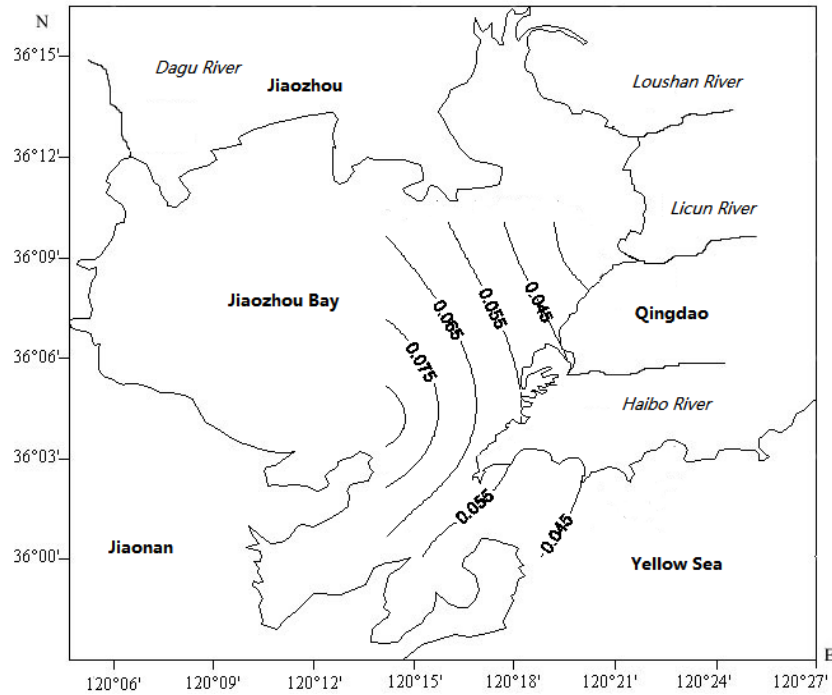 N
36°15'
Dagu River
Jiaozhou
Loushan River
36°12'
Licun River
36°09'
Jiaozhou Bay
0.065
0.055
0.045
Qingdao
36°06'
0.075
Haibo River
36°03'
0.055
0.045
Jiaonan
36°00'
Yellow Sea
E
120°06'
120°09'
120°12'
120°15'
120°18'
120°21'
120°24'
120°27'